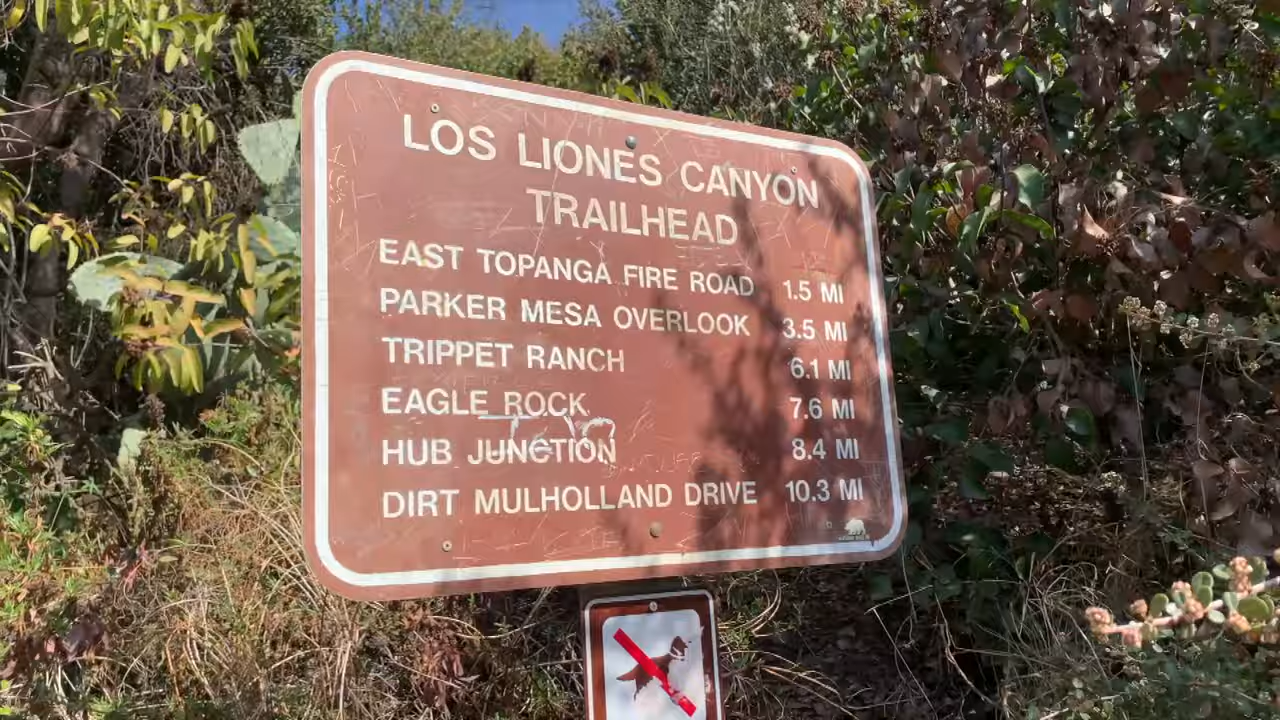 LOS LIONES CANYON
TRAILHEAD
EAST TOPANGA FIRE ROAD 1.5 MI
PARKER MESA OVERLOOK 3.5 MI
TRIPPET RANCH 6.1 MI
EAGLE ROCK 7.6 MI
HUB JUNCTION 8.4 MI
DIRT MULHOLLAND DRIVE 10.3 MI